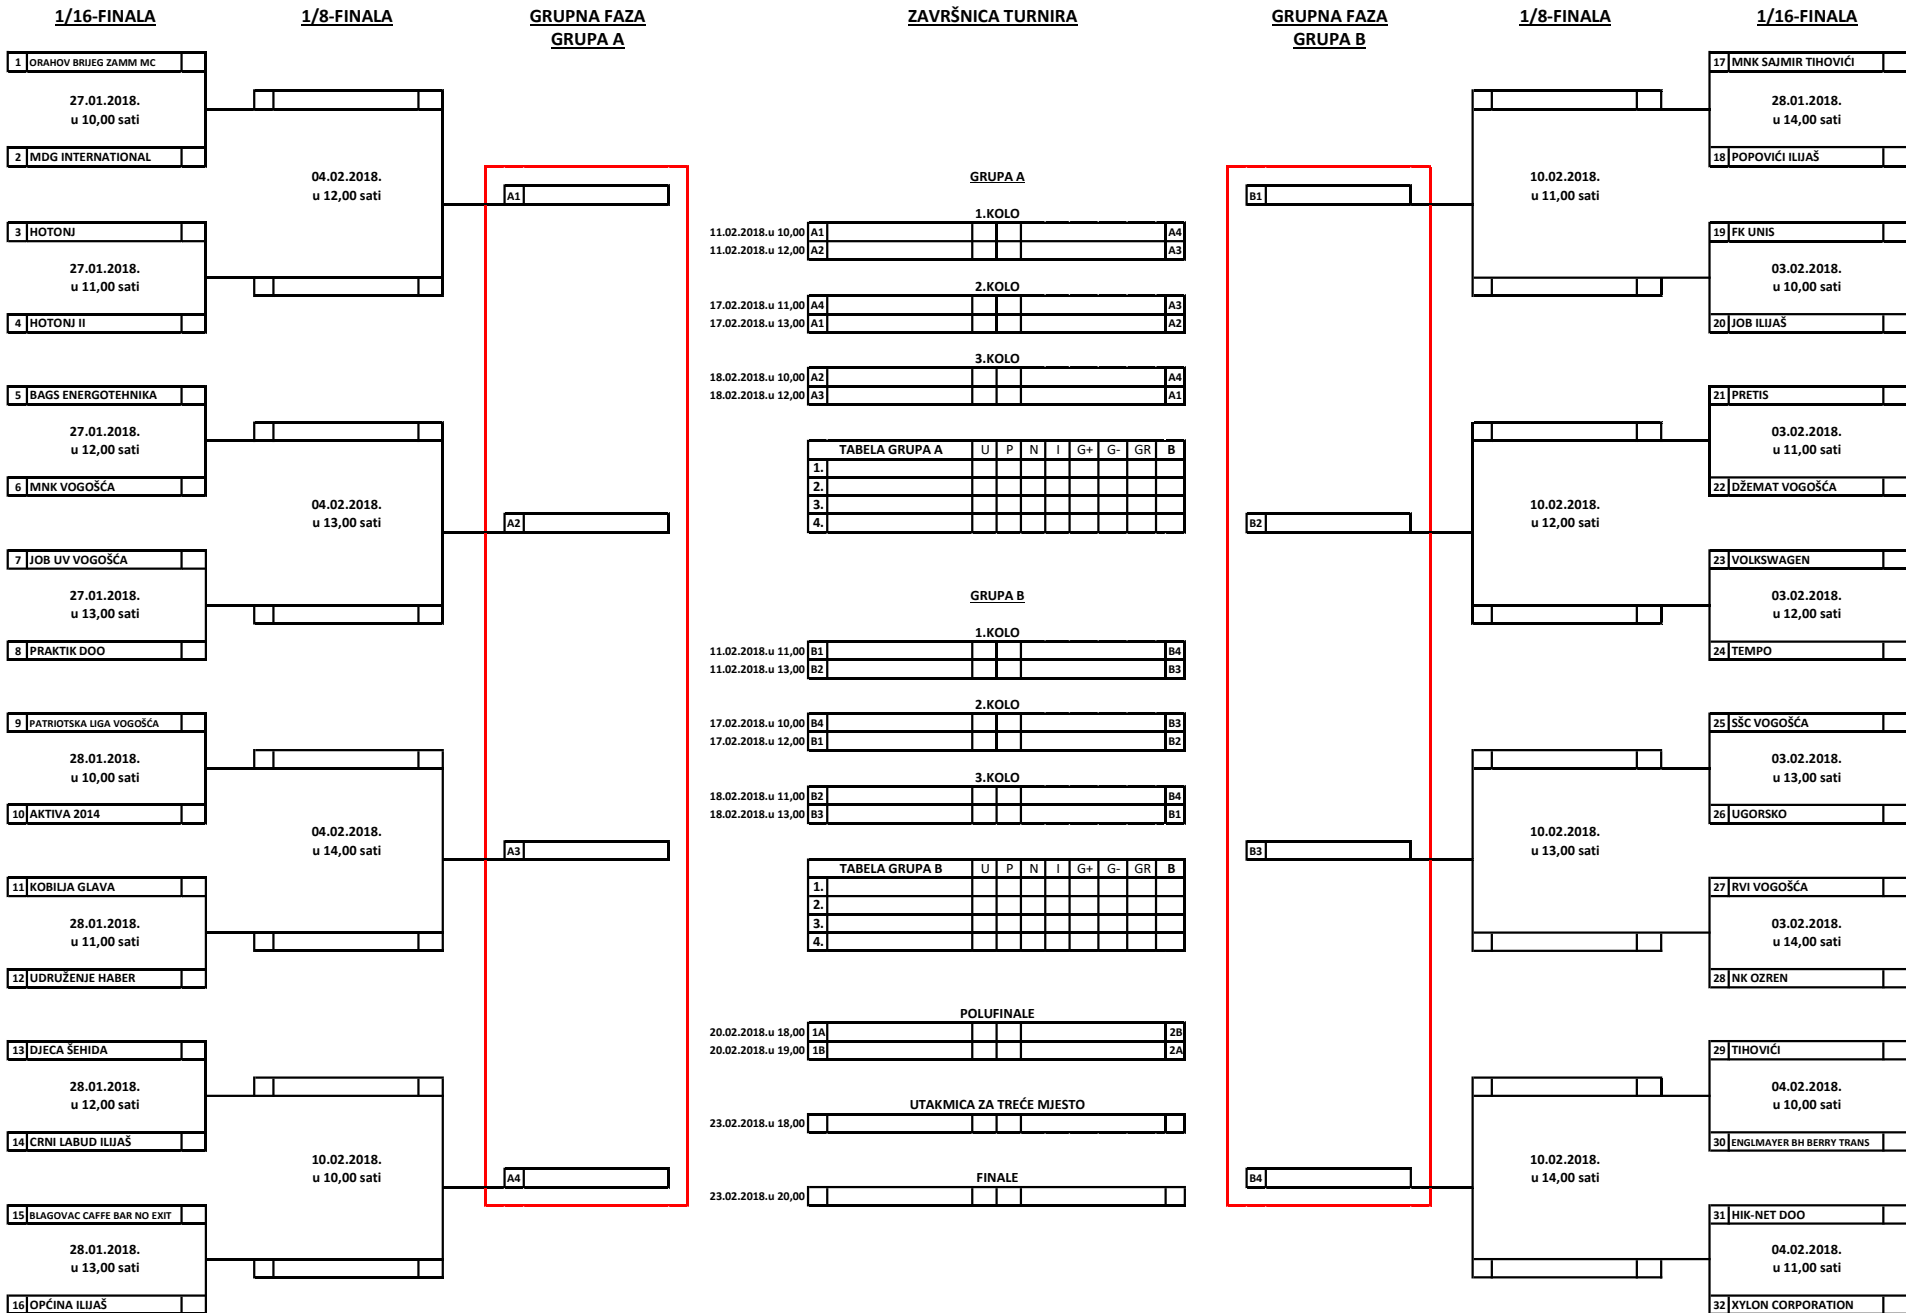 1/16-FINALA
1/8-FINALA
GRUPNA FAZA
GRUPA A
ZAVRŠNICA TURNIRA
GRUPNA FAZA
GRUPA B
1/8-FINALA
1/16-FINALA
1 ORAHOV BRIJEG ZAMM MC
27.01.2018.
u 10,00 sati
2 MDG INTERNATIONAL
3 HOTONJ
27.01.2018.
u 11,00 sati
4 HOTONJ II
5 BAGS ENERGOTEHNIKA
27.01.2018.
u 12,00 sati
6 MNK VOGOŠĆA
7 JOB UV VOGOŠĆA
27.01.2018.
u 13,00 sati
8 PRAKTIK DOO
9 PATRIOTSKA LIGA VOGOŠĆA
28.01.2018.
u 10,00 sati
10 AKTIVA 2014
11 KOBILJA GLAVA
28.01.2018.
u 11,00 sati
12 UDRUŽENJE HABER
13 DJECA ŠEHIDA
28.01.2018.
u 12,00 sati
14 CRNI LABUD ILIJAŠ
15 BLAGOVAC CAFFE BAR NO EXIT
28.01.2018.
u 13,00 sati
16 OPĆINA ILIJAŠ
04.02.2018.
u 12,00 sati
04.02.2018.
u 13,00 sati
04.02.2018.
u 14,00 sati
10.02.2018.
u 10,00 sati
A1
A2
A3
A4
GRUPA A
1.KOLO
11.02.2018.u 10,00 A1 A4
11.02.2018.u 12,00 A2 A3
2.KOLO
17.02.2018.u 11,00 A4 A3
17.02.2018.u 13,00 A1 A2
3.KOLO
18.02.2018.u 10,00 A2 A4
18.02.2018.u 12,00 A3 A1
TABELA GRUPA A U P N I G+ G- GR B
1.
2.
3.
4.
GRUPA B
1.KOLO
11.02.2018.u 11,00 B1 B4
11.02.2018.u 13,00 B2 B3
2.KOLO
17.02.2018.u 10,00 B4 B3
17.02.2018.u 12,00 B1 B2
3.KOLO
18.02.2018.u 11,00 B2 B4
18.02.2018.u 13,00 B3 B1
TABELA GRUPA B U P N I G+ G- GR B
1.
2.
3.
4.
POLUFINALE
20.02.2018.u 18,00 1A 2B
20.02.2018.u 19,00 1B 2A
UTAKMICA ZA TREĆE MJESTO
23.02.2018.u 18,00
FINALE
23.02.2018.u 20,00
B1
B2
B3
B4
10.02.2018.
u 11,00 sati
10.02.2018.
u 12,00 sati
10.02.2018.
u 13,00 sati
10.02.2018.
u 14,00 sati
17 MNK SAJMIR TIHOVIĆI
28.01.2018.
u 14,00 sati
18 POPOVIĆI ILIJAŠ
19 FK UNIS
03.02.2018.
u 10,00 sati
20 JOB ILIJAŠ
21 PRETIS
03.02.2018.
u 11,00 sati
22 DŽEMAT VOGOŠĆA
23 VOLKSWAGEN
03.02.2018.
u 12,00 sati
24 TEMPO
25 SŠC VOGOŠĆA
03.02.2018.
u 13,00 sati
26 UGORSKO
27 RVI VOGOŠĆA
03.02.2018.
u 14,00 sati
28 NK OZREN
29 TIHOVIĆI
04.02.2018.
u 10,00 sati
30 ENGLMAYER BH BERRY TRANS
31 HIK-NET DOO
04.02.2018.
u 11,00 sati
32 XYLON CORPORATION